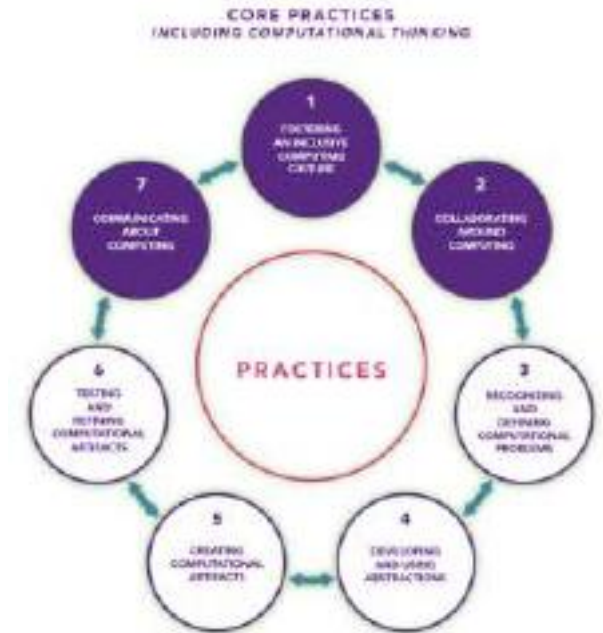 CORE PRACTICES
INCLUDING COMPUTATIONAL THINKING
1
FOSTERING
AN INCLUSIVE
COMPUTING
CULTURE
2
COLLABORATING
AROUND
COMPUTING
3
RECOGNIZING
AND
DEFINING
COMPUTATIONAL
PROBLEMS
4
DEVELOPING
AND USING
ABSTRACTIONS
5
CREATING
COMPUTATIONAL
ARTIFACTS
6
TESTING
AND
REFINING
COMPUTATIONAL
ARTIFACTS
7
COMMUNICATING
ABOUT
COMPUTING
PRACTICES